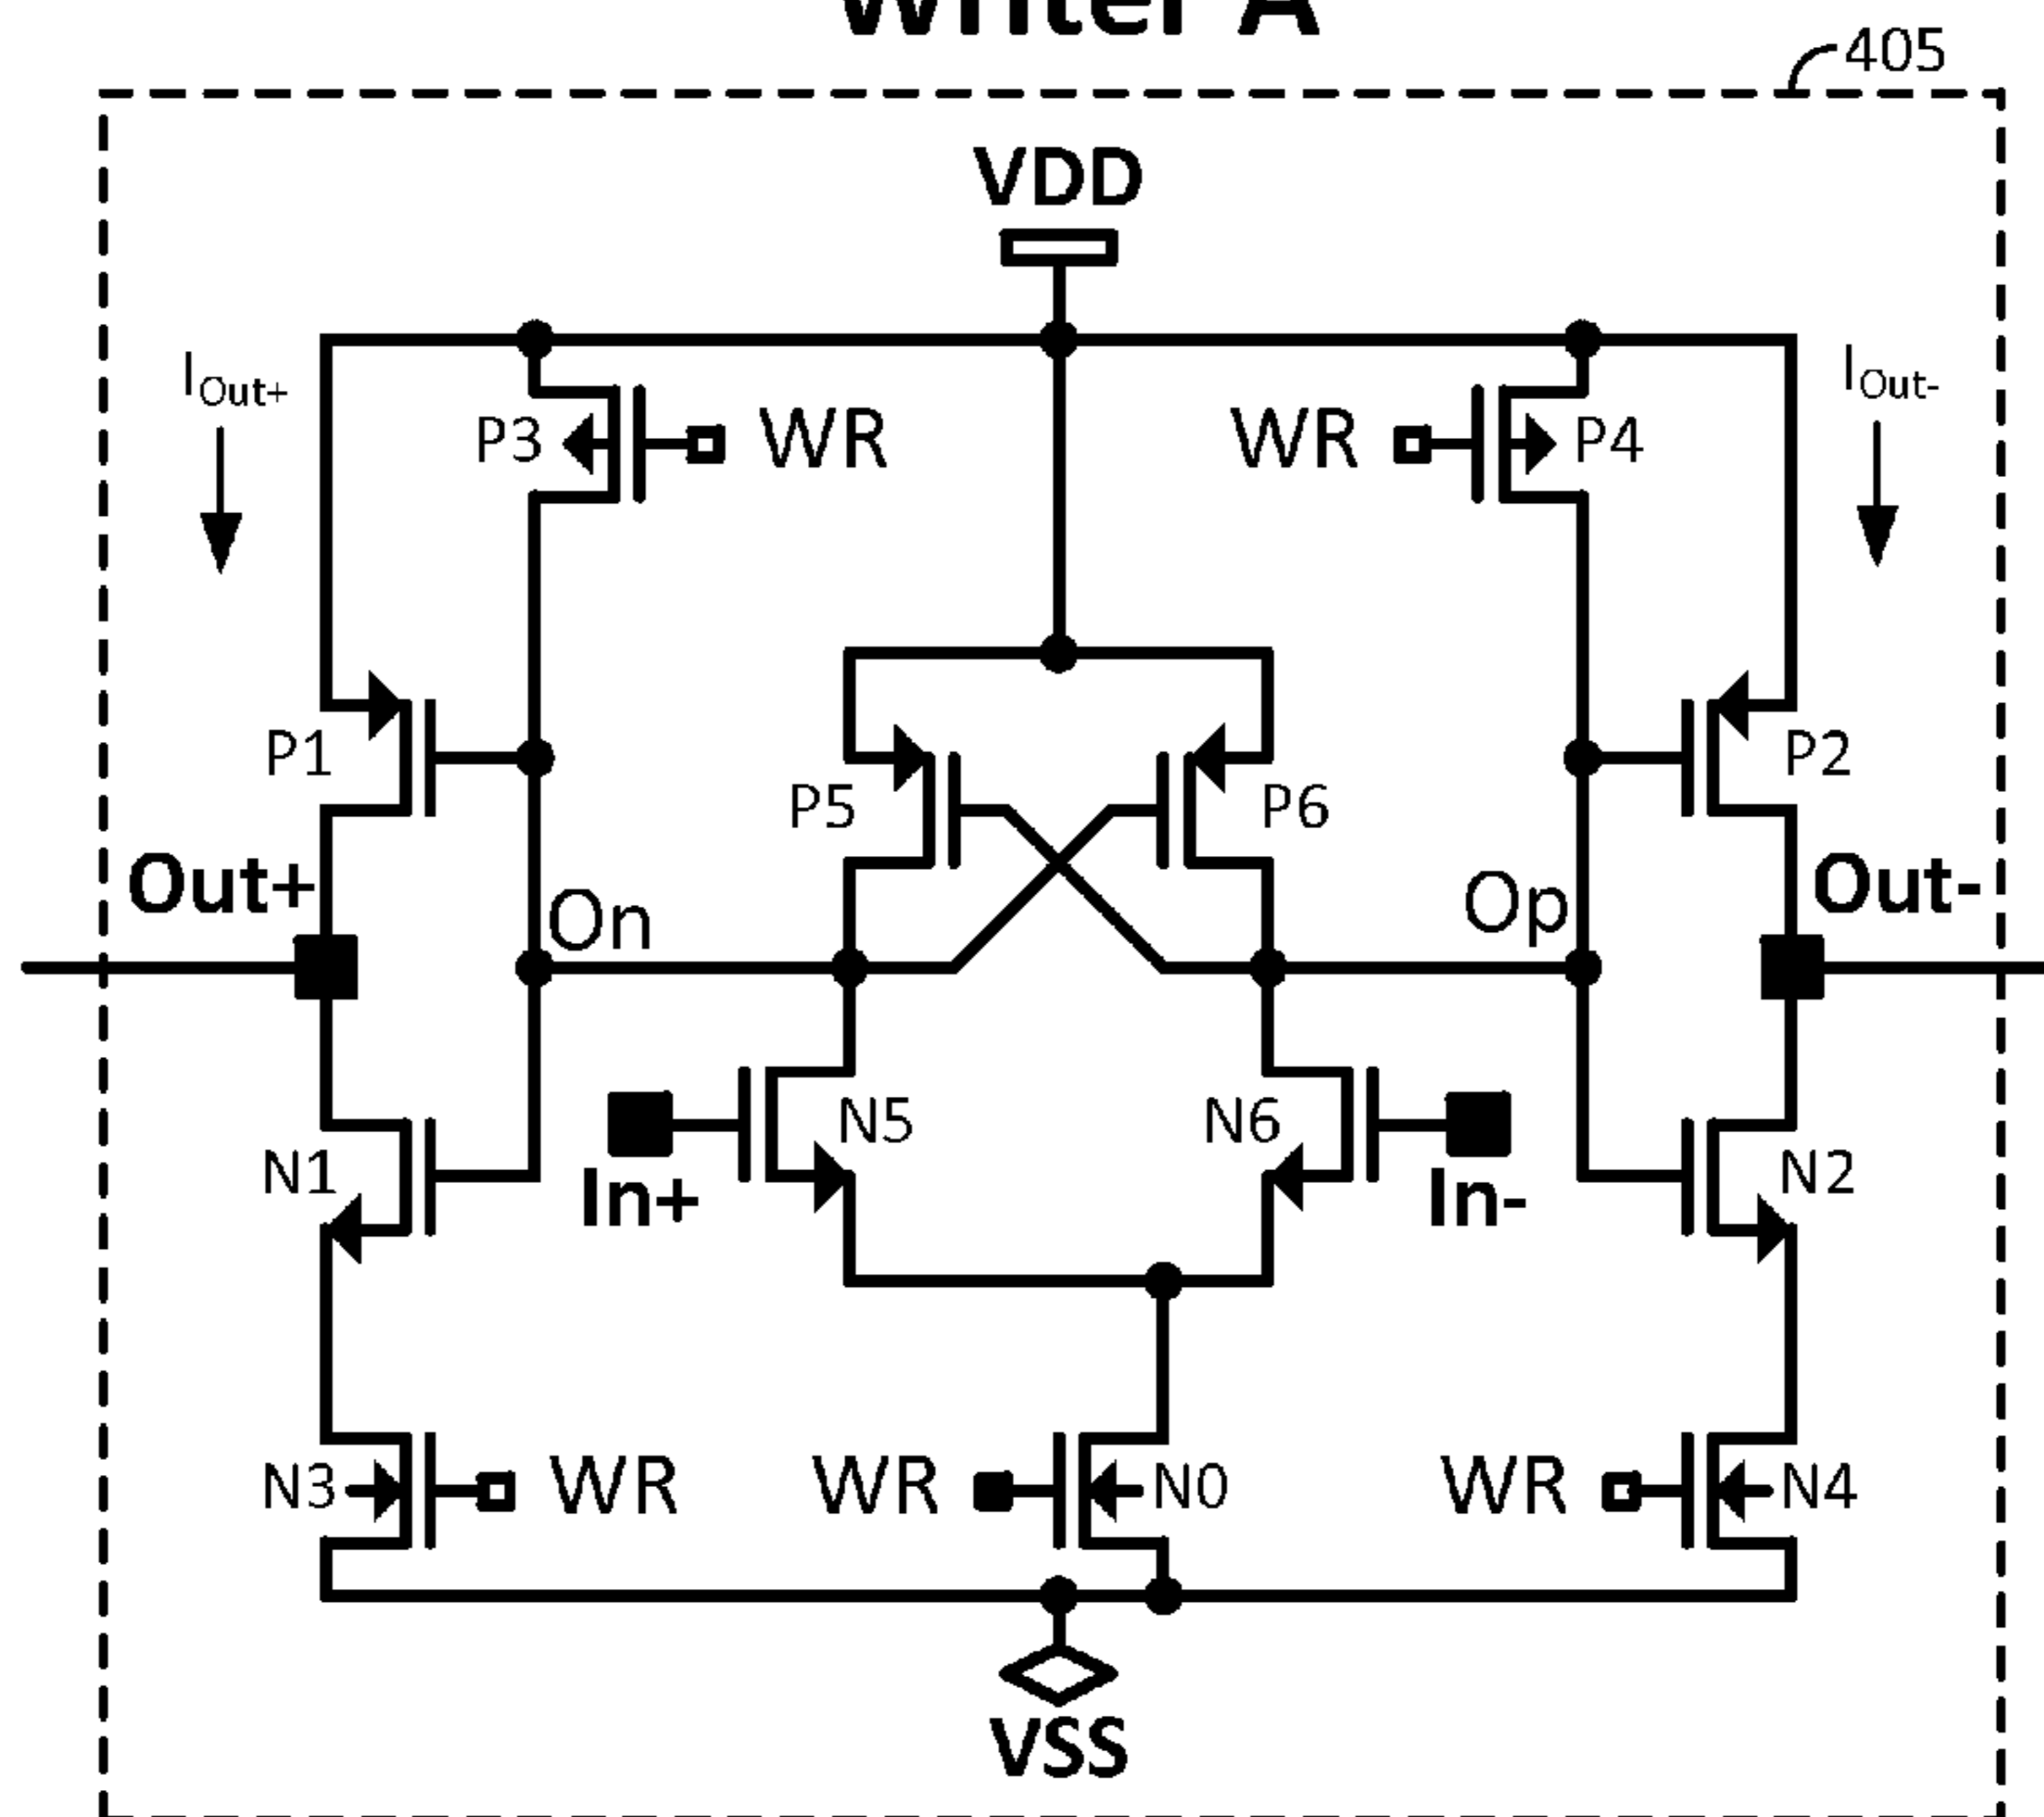 Writer A
405
VDD
IOut+
IOut-
P3
WR
WR
P4
P1
P5
P6
P2
Out+
On
Op
Out-
N1
In+
N5
N6
In-
N2
N3
WR
WR
N0
WR
N4
VSS